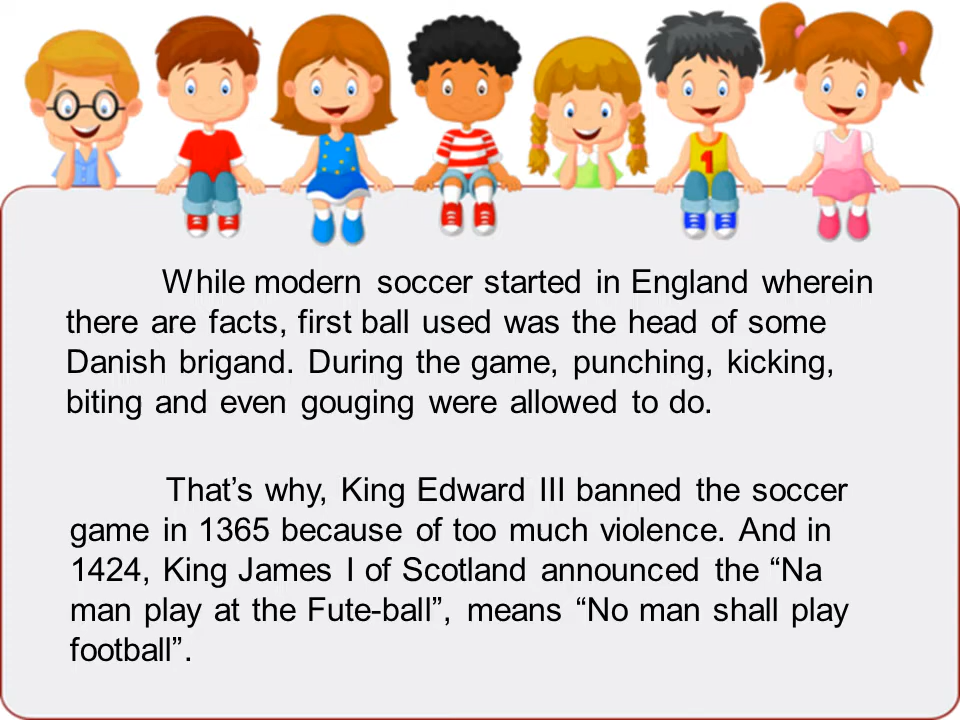 While modern soccer started in England wherein
there are facts, first ball used was the head of some
Danish brigand. During the game, punching, kicking,
biting and even gouging were allowed to do.
That’s why, King Edward III banned the soccer
game in 1365 because of too much violence. And in
1424, King James I of Scotland announced the “Na
man play at the Fute-ball”, means “No man shall play
football”.
1